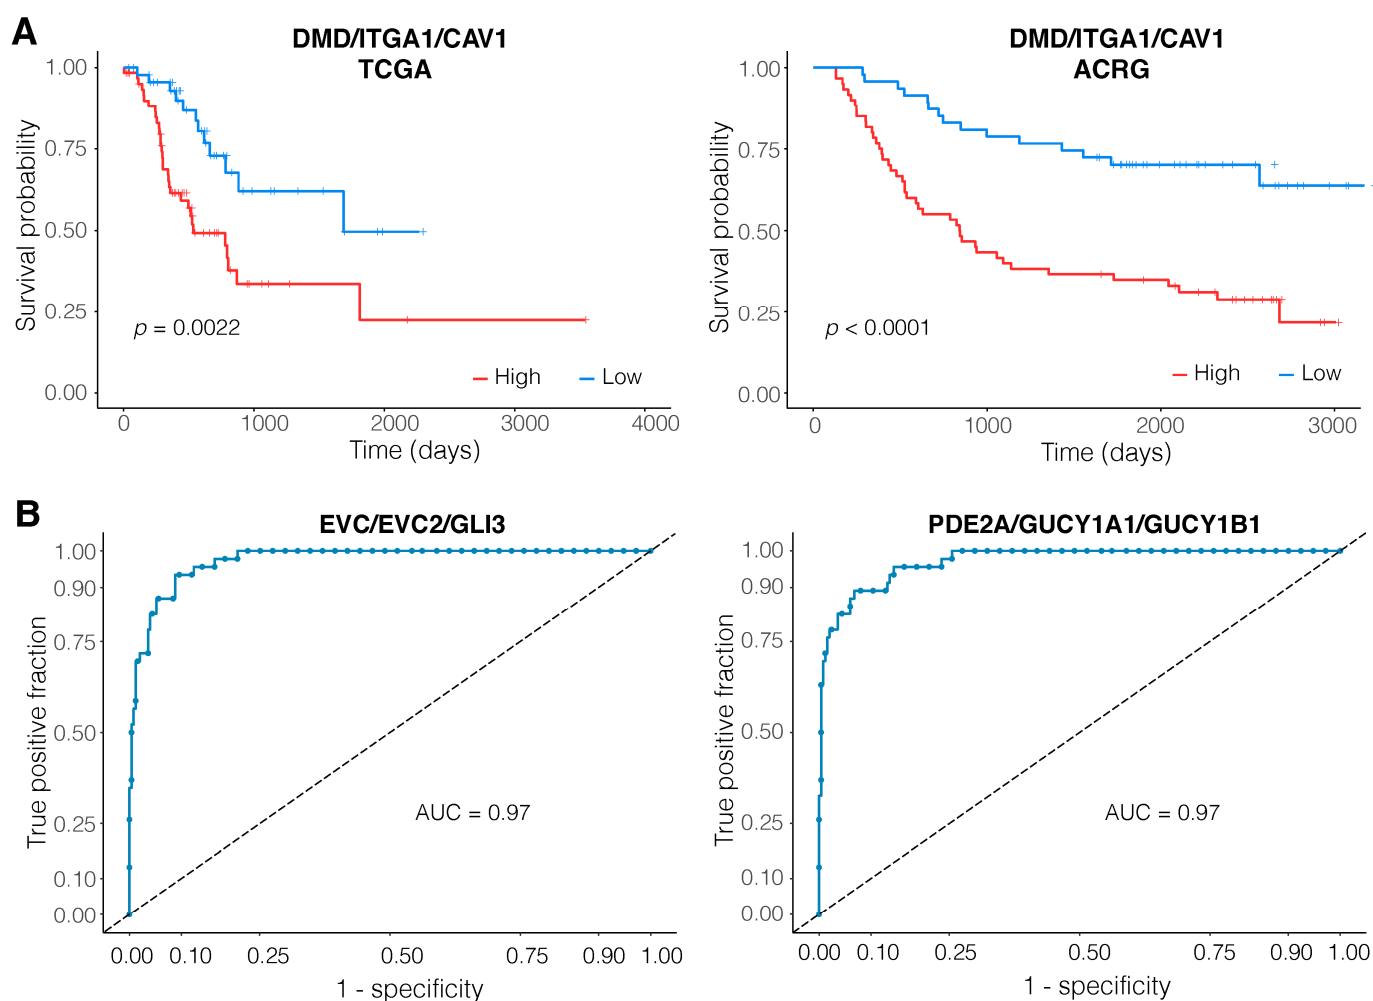 A
DMD/ITGA1/CAV1
TCGA
Survival probability
1.00
0.75
0.50
0.25
0.00
p = 0.0022
High
Low
0
1000
2000
3000
4000
Time (days)
DMD/ITGA1/CAV1
ACRG
Survival probability
1.00
0.75
0.50
0.25
0.00
p < 0.0001
High
Low
0
1000
2000
3000
Time (days)
B
EVC/EVC2/GLI3
True positive fraction
1.00
0.90
0.75
0.50
0.25
0.10
0.00
AUC = 0.97
0.00
0.10
0.25
0.50
0.75
0.90
1.00
1 - specificity
PDE2A/GUCY1A1/GUCY1B1
True positive fraction
1.00
0.90
0.75
0.50
0.25
0.10
0.00
AUC = 0.97
0.00
0.10
0.25
0.50
0.75
0.90
1.00
1 - specificity